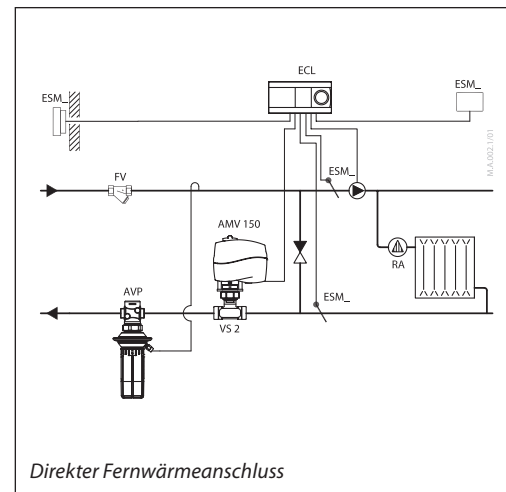 ECL
ESM_
ESM_
M.A.002.1/01
FV
ESM_
AMV 150
RA
AVP
ESM_
VS 2
Direkter Fernwärmeanschluss